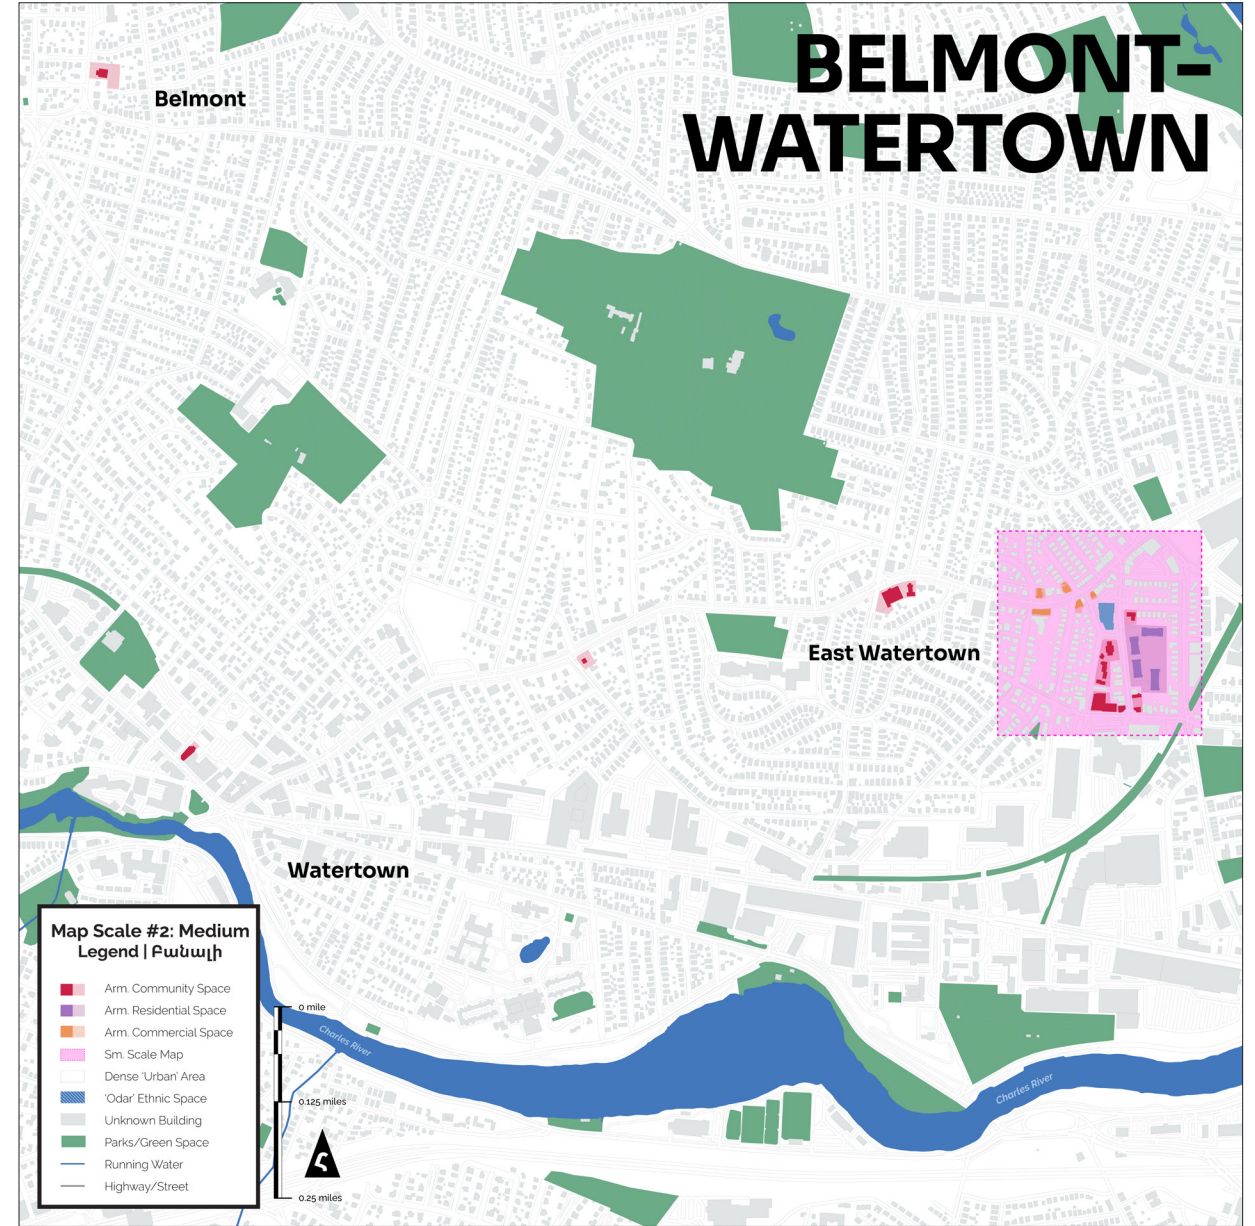 BELMONT–
WATERTOWN
Belmont
East Watertown
Watertown
Map Scale #2: Medium
Legend | Բանալի
Arm. Community Space
Arm. Residential Space
Arm. Commercial Space
Sm. Scale Map
Dense ‘Urban’ Area
‘Odar’ Ethnic Space
Unknown Building
Parks/Green Space
Running Water
Highway/Street
0 mile
0.125 miles
0.25 miles
Charles River
Charles River